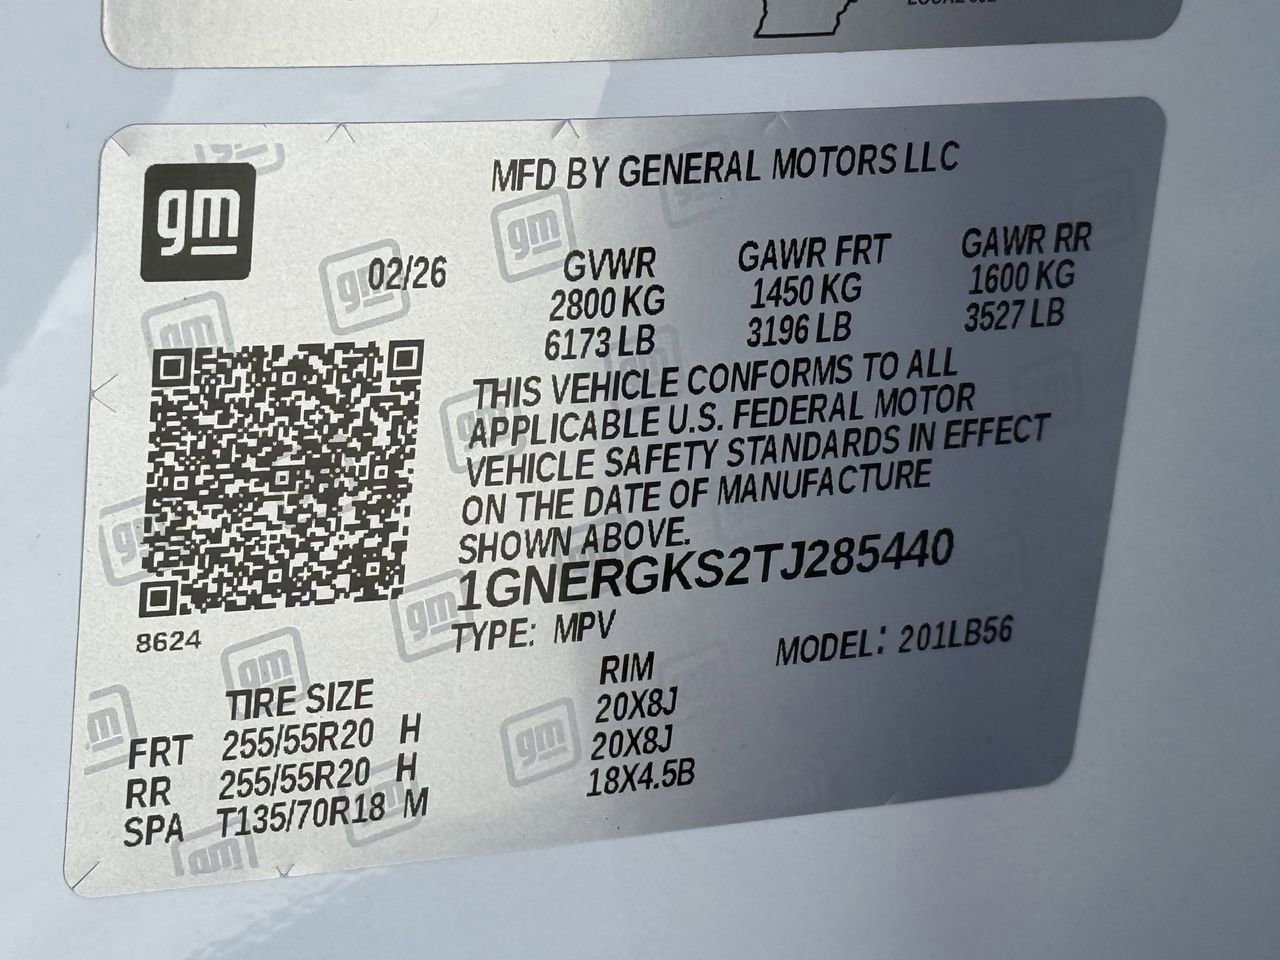 gm
MFD BY GENERAL MOTORS LLC
02/26
GVWR GAWR FRT GAWR RR
2800 KG 1450 KG 1600 KG
6173 LB 3196 LB 3527 LB
THIS VEHICLE CONFORMS TO ALL
APPLICABLE U.S. FEDERAL MOTOR
VEHICLE SAFETY STANDARDS IN EFFECT
ON THE DATE OF MANUFACTURE
SHOWN ABOVE.
1GNERGKS2TJ285440
8624
TYPE: MPV MODEL: 201LB56
TIRE SIZE RIM
FRT 255/55R20 H 20X8J
RR 255/55R20 H 20X8J
SPA T135/70R18 M 18X4.5B